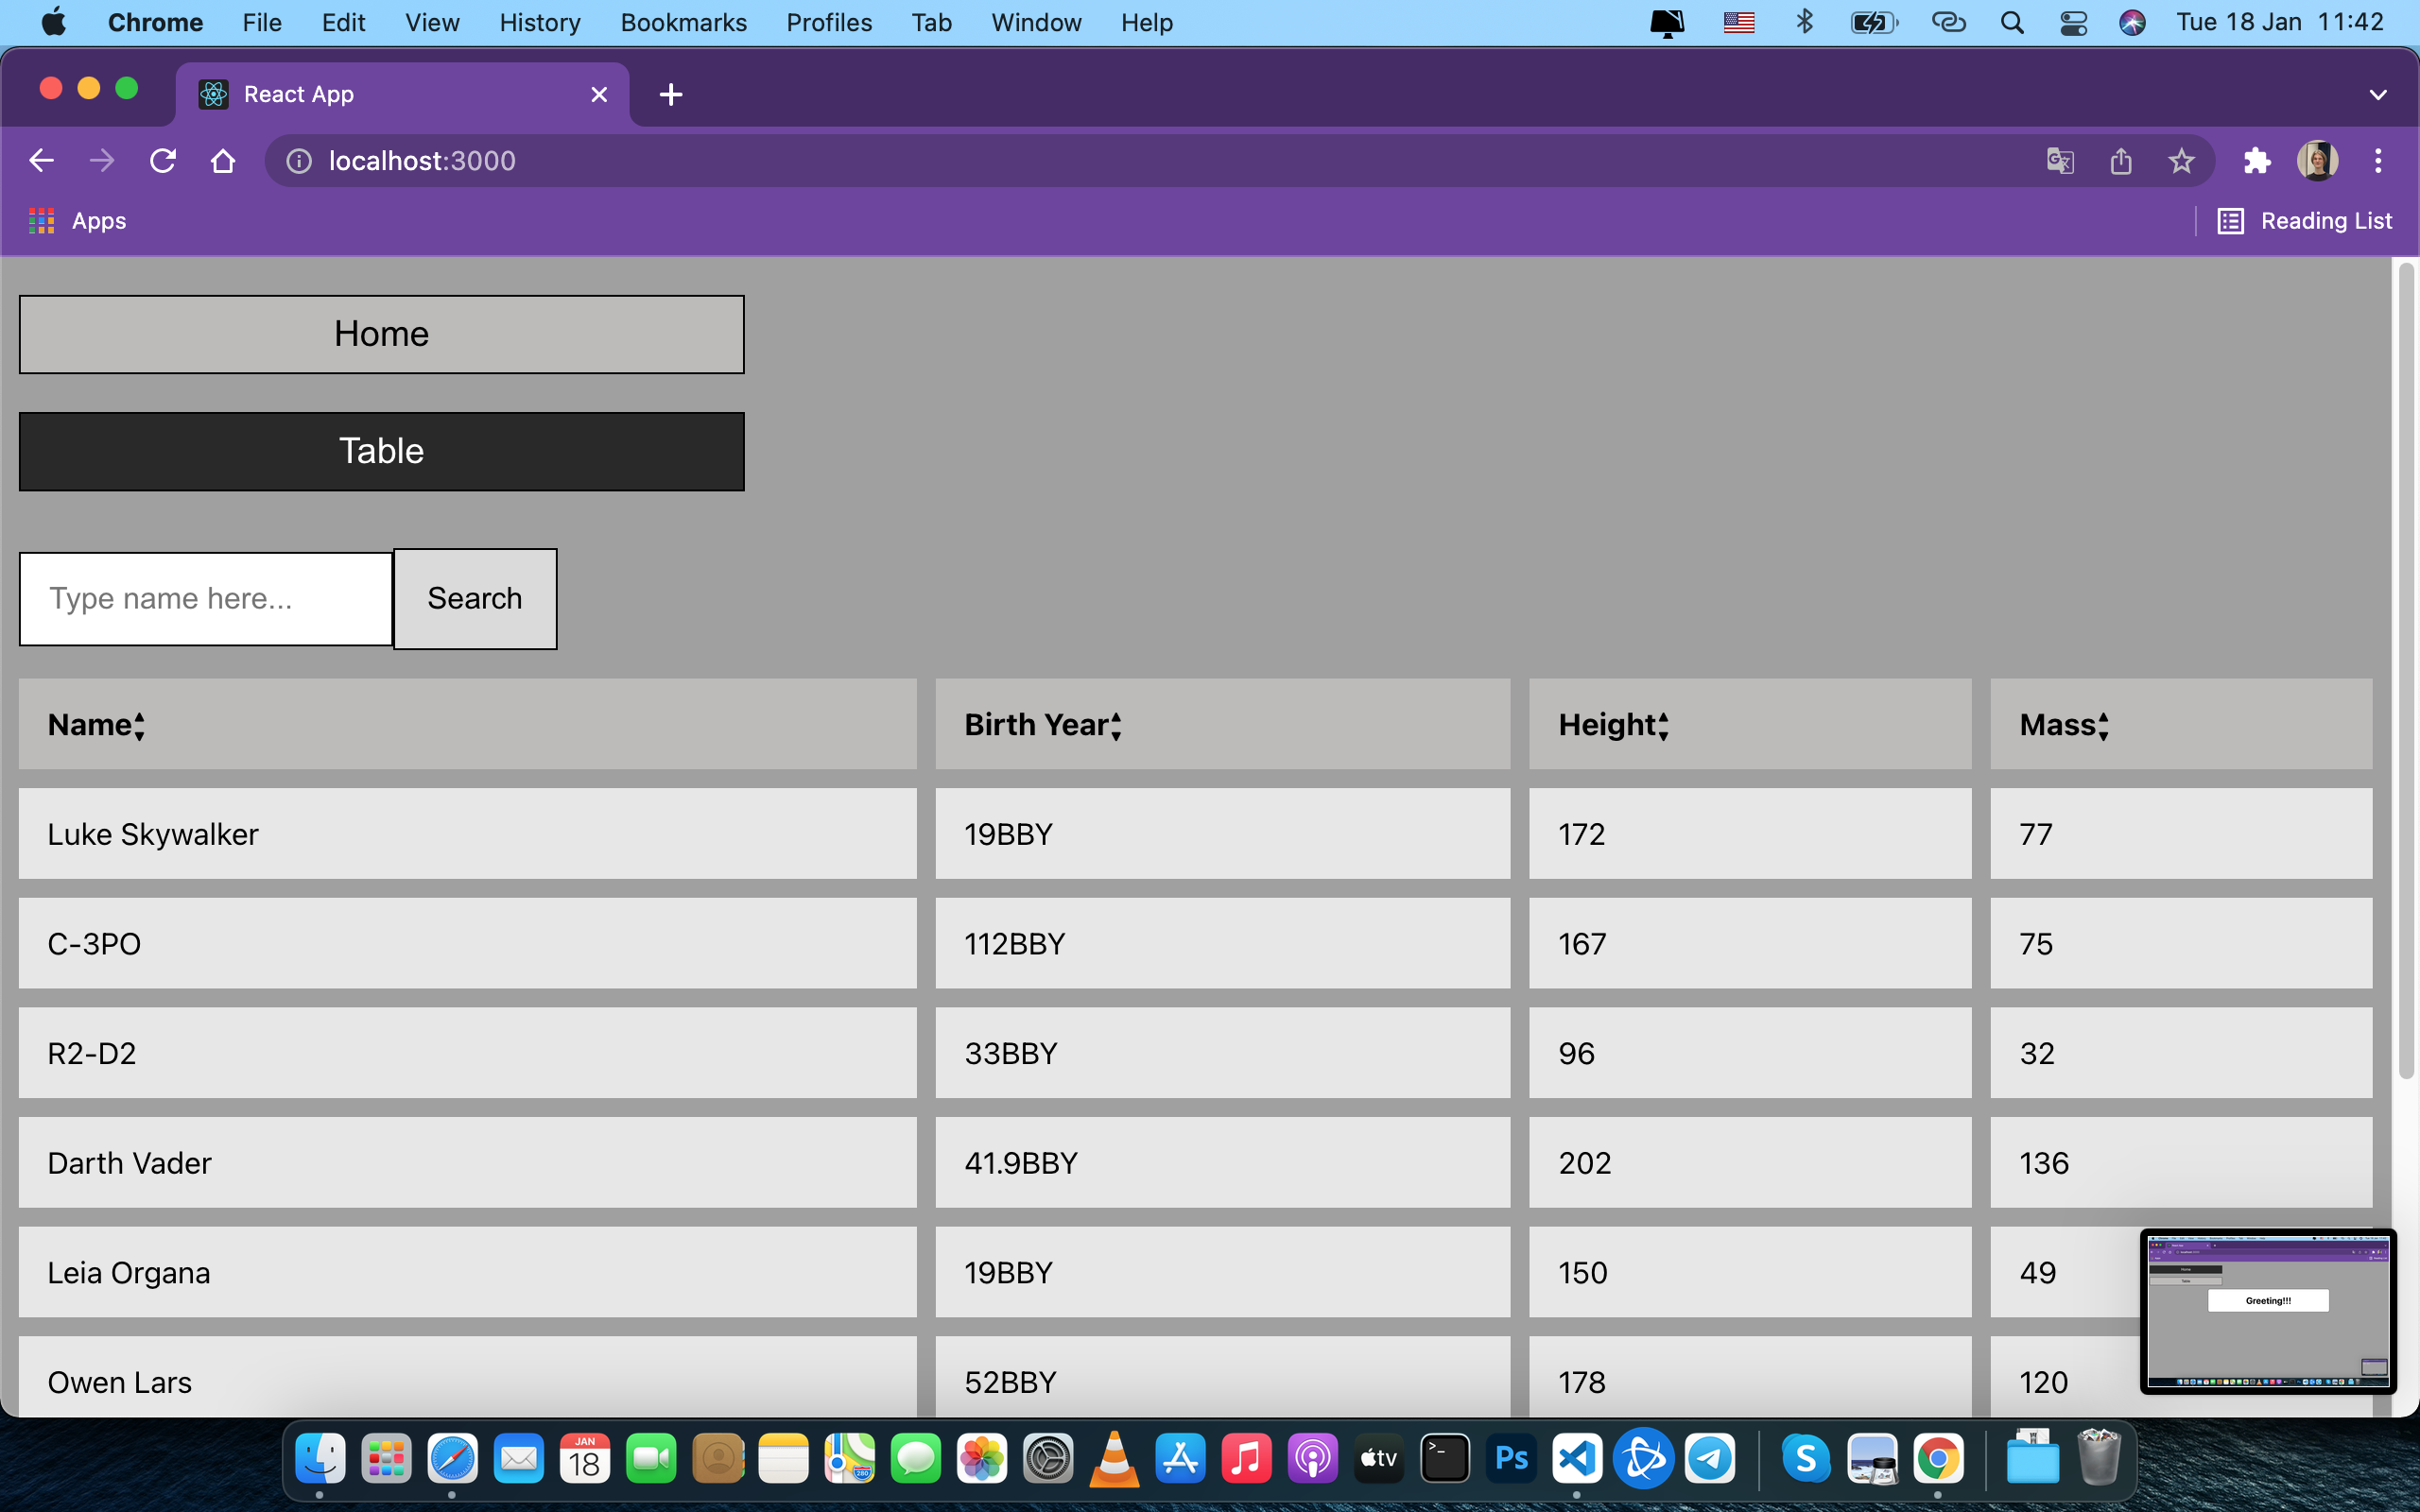 Chrome File Edit View History Bookmarks Profiles Tab Window Help Tue 18 Jan 11:42
React App
localhost:3000
Apps Reading List
Home
Table
Type name here... Search
Name Birth Year Height Mass
Luke Skywalker 19BBY 172 77
C-3PO 112BBY 167 75
R2-D2 33BBY 96 32
Darth Vader 41.9BBY 202 136
Leia Organa 19BBY 150 49
Greeting!!!
Owen Lars 52BBY 178 120
JAN
18
280
tv
>_
Ps
S